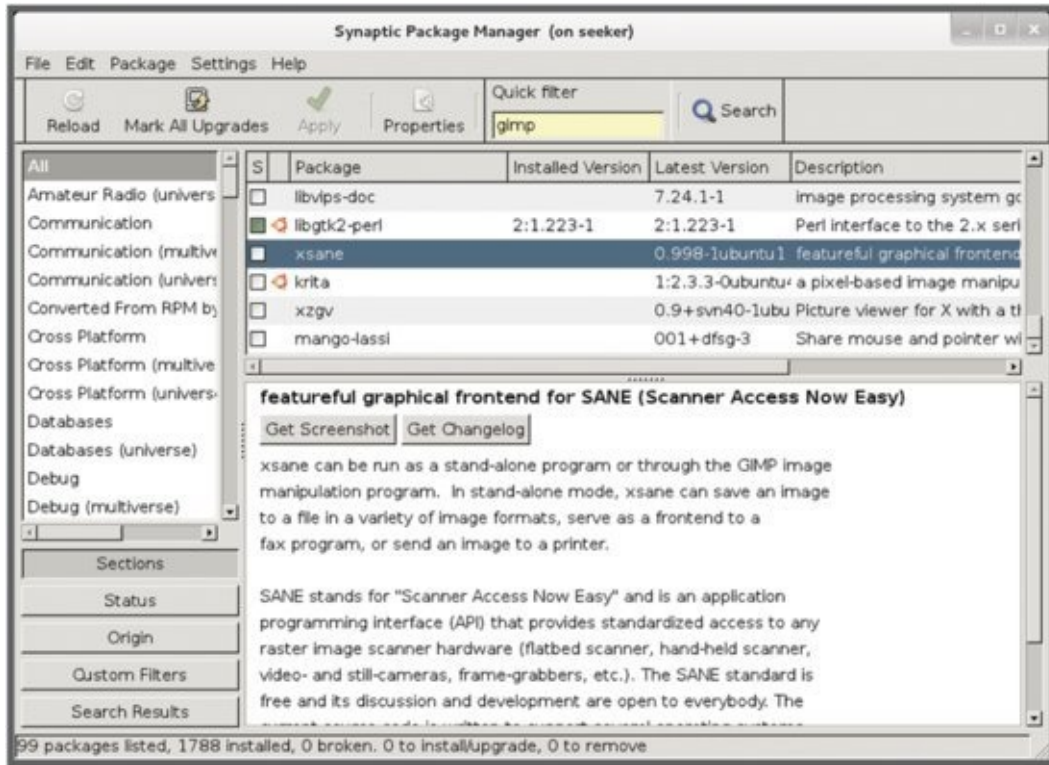 Synaptic Package Manager (on seeker)
File Edit Package Settings Help
Reload Mark All Upgrades Apply Properties
Quick filter
gimp
Search
All
Amateur Radio (univers
Communication
Communication (multive
Communication (univers
Converted From RPM by
Cross Platform
Cross Platform (multive
Cross Platform (univers
Databases
Databases (universe)
Debug
Debug (multiverse)
Sections
Status
Origin
Custom Filters
Search Results
S Package Installed Version Latest Version Description
libvips-doc 7.24.1-1 image processing system go
libgtk2-perl 2:1.223-1 2:1.223-1 Perl interface to the 2.x seri
xsane 0.998-1ubuntu1 featureful graphical frontend
krita 1:2.3.3-0ubuntu a pixel-based image manipu
xzgv 0.9+svn40-1ubu Picture viewer for X with a th
mango-lassi 001+dfsg-3 Share mouse and pointer wi
featureful graphical frontend for SANE (Scanner Access Now Easy)
Get Screenshot Get Changelog
xsane can be run as a stand-alone program or through the GIMP image
manipulation program. In stand-alone mode, xsane can save an image
to a file in a variety of image formats, serve as a frontend to a
fax program, or send an image to a printer.
SANE stands for "Scanner Access Now Easy" and is an application
programming interface (API) that provides standardized access to any
raster image scanner hardware (flatbed scanner, hand-held scanner,
video- and still-cameras, frame-grabbers, etc.). The SANE standard is
free and its discussion and development are open to everybody. The
99 packages listed, 1788 installed, 0 broken. 0 to install/upgrade, 0 to remove